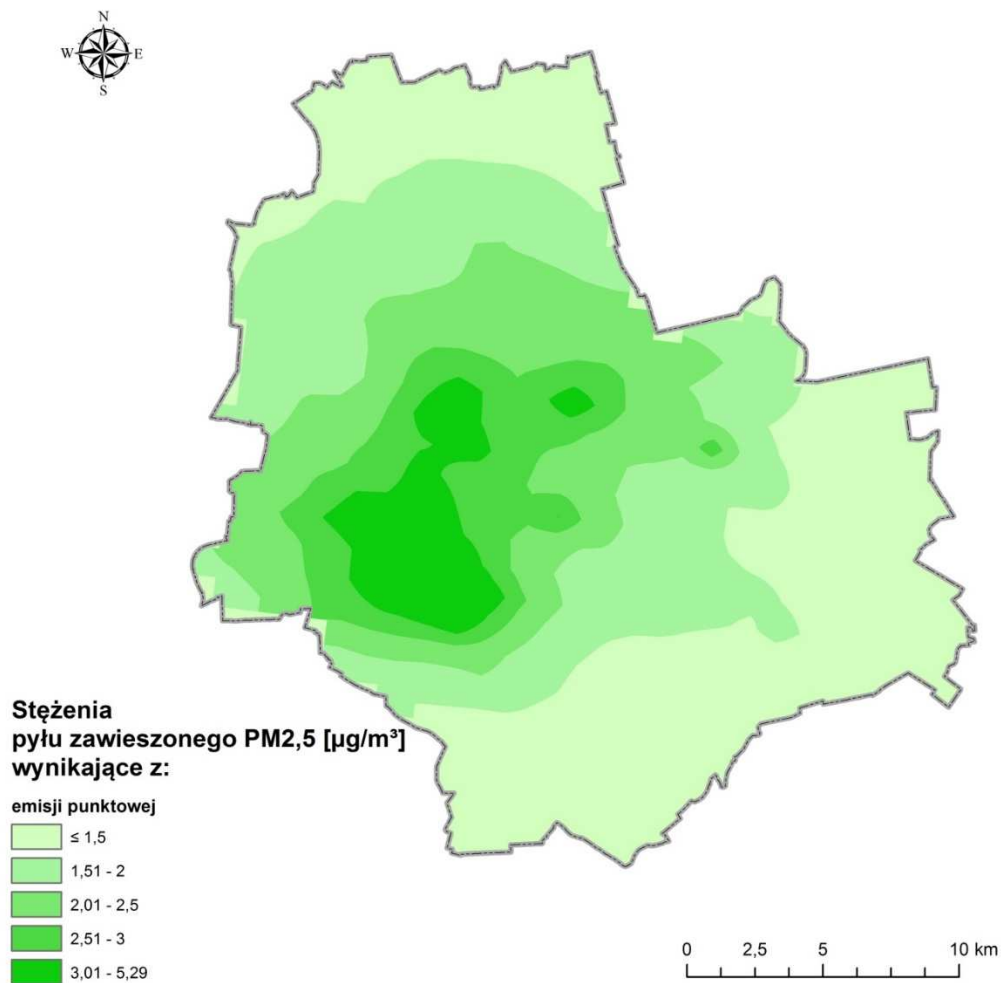 N
W E
S
Stężenia
pyłu zawieszonego PM2,5 [µg/m³]
wynikające z:
emisji punktowej
≤ 1,5
1,51 - 2
2,01 - 2,5
2,51 - 3
3,01 - 5,29
0 2,5 5 10 km